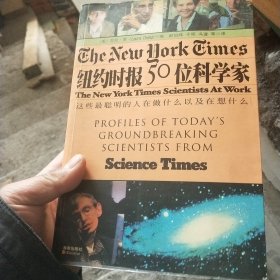 The New York Times
纽约时报50位科学家
The New York Times Scientists At Work
这些最聪明的人在做什么以及在想什么
PROFILES OF TODAY'S
GROUNDBREAKING
SCIENTISTS FROM
Science Times